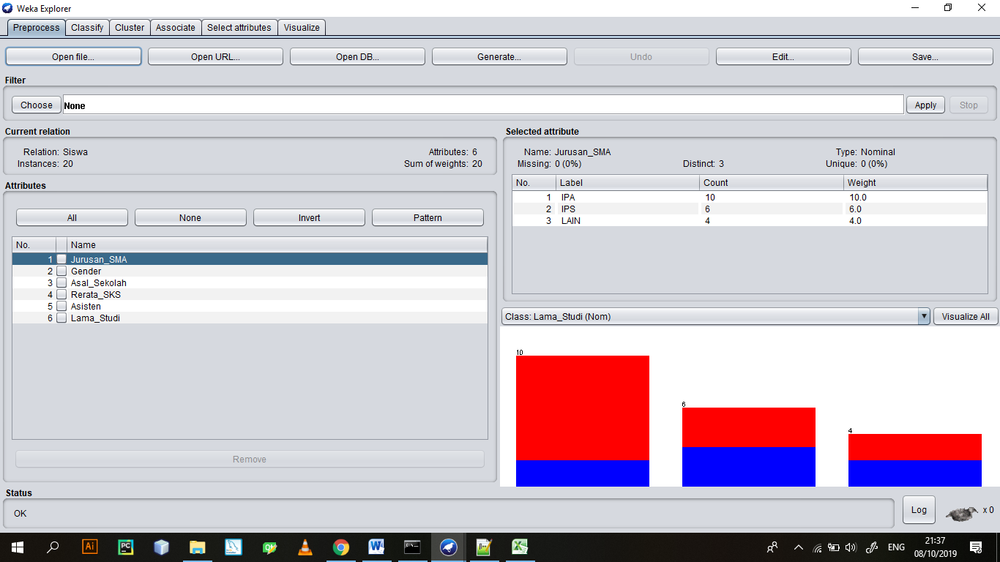 Weka Explorer
Preprocess Classify Cluster Associate Select attributes Visualize
Open file... Open URL... Open DB... Generate... Undo Edit... Save...
Filter
Choose None Apply Stop
Current relation
Relation: Siswa Attributes: 6
Instances: 20 Sum of weights: 20
Attributes
All None Invert Pattern
No. Name
1 Jurusan_SMA
2 Gender
3 Asal_Sekolah
4 Rerata_SKS
5 Asisten
6 Lama_Studi
Remove
Selected attribute
Name: Jurusan_SMA Type: Nominal
Missing: 0 (0%) Distinct: 3 Unique: 0 (0%)
No. Label Count Weight
1 IPA 10 10.0
2 IPS 6 6.0
3 LAIN 4 4.0
Class: Lama_Studi (Nom) Visualize All
10
6
4
Status
OK
Log x 0
Ai PC Qt W X
ENG
21:37
08/10/2019